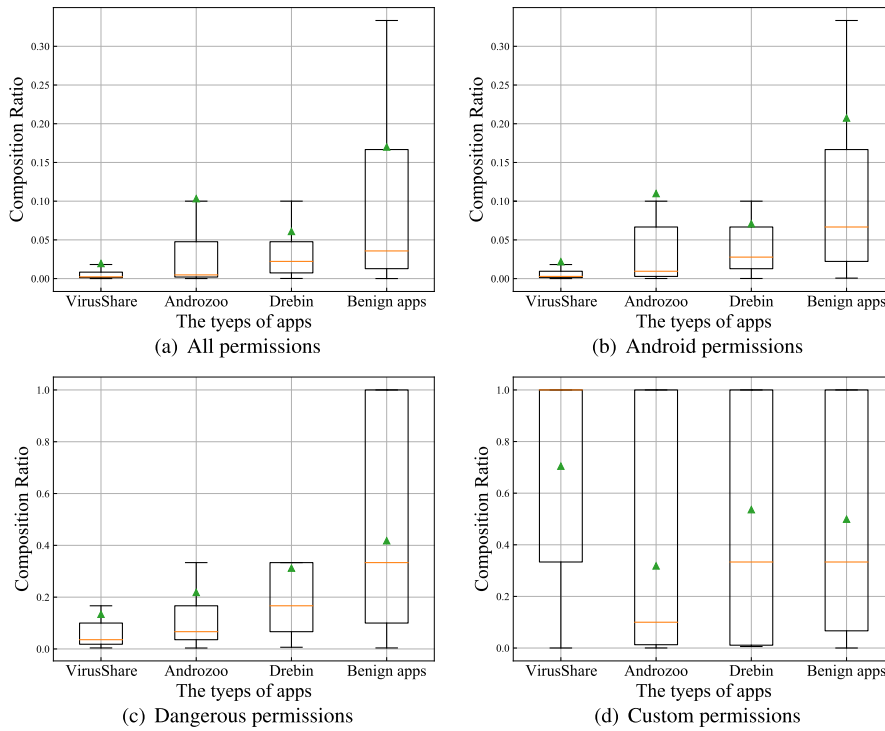 Composition Ratio
0.30
0.25
0.20
0.15
0.10
0.05
0.00
VirusShare Androzoo Drebin Benign apps
The tyeps of apps
(a) All permissions
Composition Ratio
0.30
0.25
0.20
0.15
0.10
0.05
0.00
VirusShare Androzoo Drebin Benign apps
The tyeps of apps
(b) Android permissions
Composition Ratio
1.0
0.8
0.6
0.4
0.2
0.0
VirusShare Androzoo Drebin Benign apps
The tyeps of apps
(c) Dangerous permissions
Composition Ratio
1.0
0.8
0.6
0.4
0.2
0.0
VirusShare Androzoo Drebin Benign apps
The tyeps of apps
(d) Custom permissions